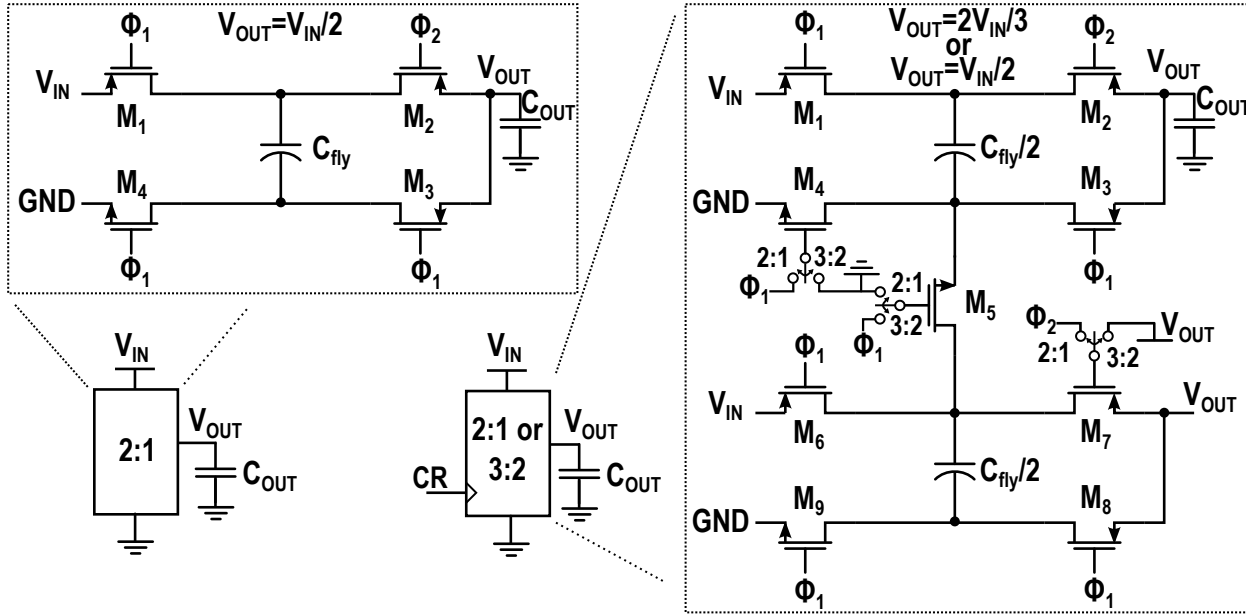 Φ1
VOUT=VIN/2
Φ2
VIN
VOUT
COUT
M1
M2
Cfly
M4
M3
GND
Φ1
Φ1
VIN
2:1
VOUT
COUT
VIN
2:1 or
3:2
CR
VOUT
COUT
Φ1
VOUT=2VIN/3
or
VOUT=VIN/2
Φ2
VIN
VOUT
COUT
M1
M2
Cfly/2
M4
M3
GND
2:1
3:2
Φ1
2:1
3:2
Φ1
M5
Φ1
Φ1
Φ2
2:1
3:2
VOUT
VIN
VOUT
M6
M7
Cfly/2
M9
M8
GND
Φ1
Φ1